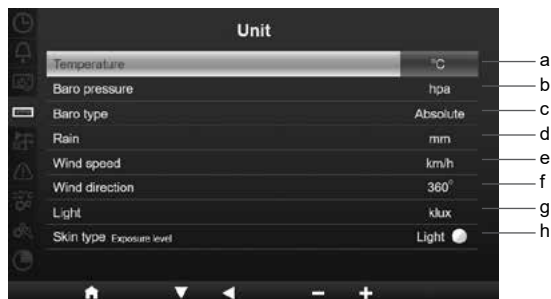 Unit
Temperature °C a
Baro pressure hpa b
Baro type Absolute c
Rain mm d
Wind speed km/h e
Wind direction 360° f
Light klux g
Skin type Exposure level Light h